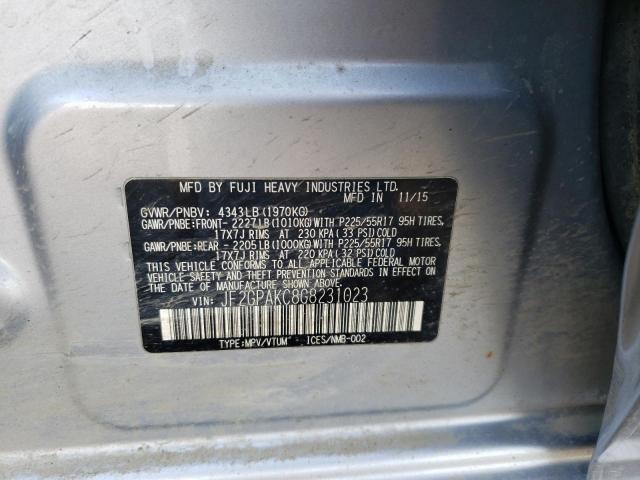 MFD. BY FUJI HEAVY INDUSTRIES LTD.
MFD IN 11/15
GVWR/PNBV: 4343LB(1970KG)
GAWR/PNBE:FRONT- 2227LB(1010KG)WITH P225/55R17 95H TIRES,
17X7J RIMS AT 230 KPA(33 PSI)COLD
GAWR/PNBE:REAR - 2205LB(1000KG)WITH P225/55R17 95H TIRES,
17X7J RIMS AT 220 KPA(32 PSI)COLD
THIS VEHICLE CONFORMS TO ALL APPLICABLE FEDERAL MOTOR
VEHICLE SAFETY, BUMPER, AND THEFT PREVENTION STANDARDS IN EFFECT
ON THE DATE OF MANUFACTURE SHOWN ABOVE.
VIN: JF2GPAKC8G8231023
TYPE:MPV/VTUM ICES/NMB-002